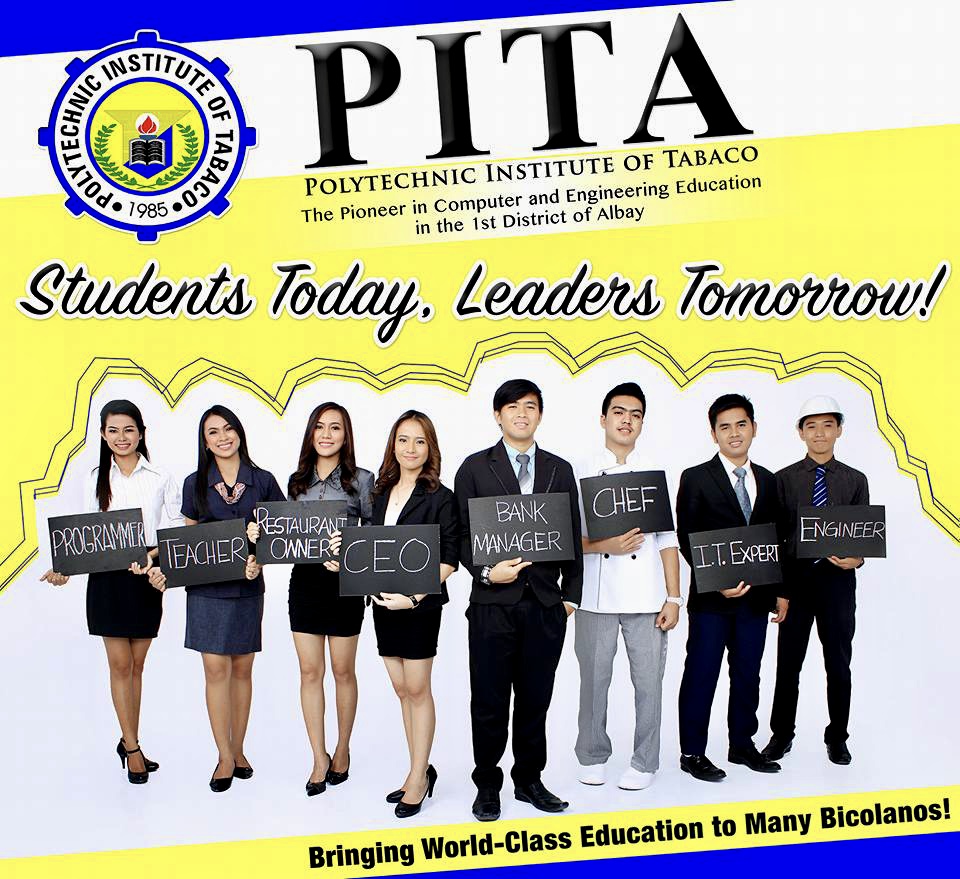 POLYTECHNIC INSTITUTE OF TABACO
1985
PITA
POLYTECHNIC INSTITUTE OF TABACO
The Pioneer in Computer and Engineering Education
in the 1st District of Albay
Students Today, Leaders Tomorrow!
PROGRAMMER
TEACHER
RESTAURANT
OWNER
CEO
BANK
MANAGER
CHEF
I.T. EXPERT
ENGINEER
Bringing World-Class Education to Many Bicolanos!